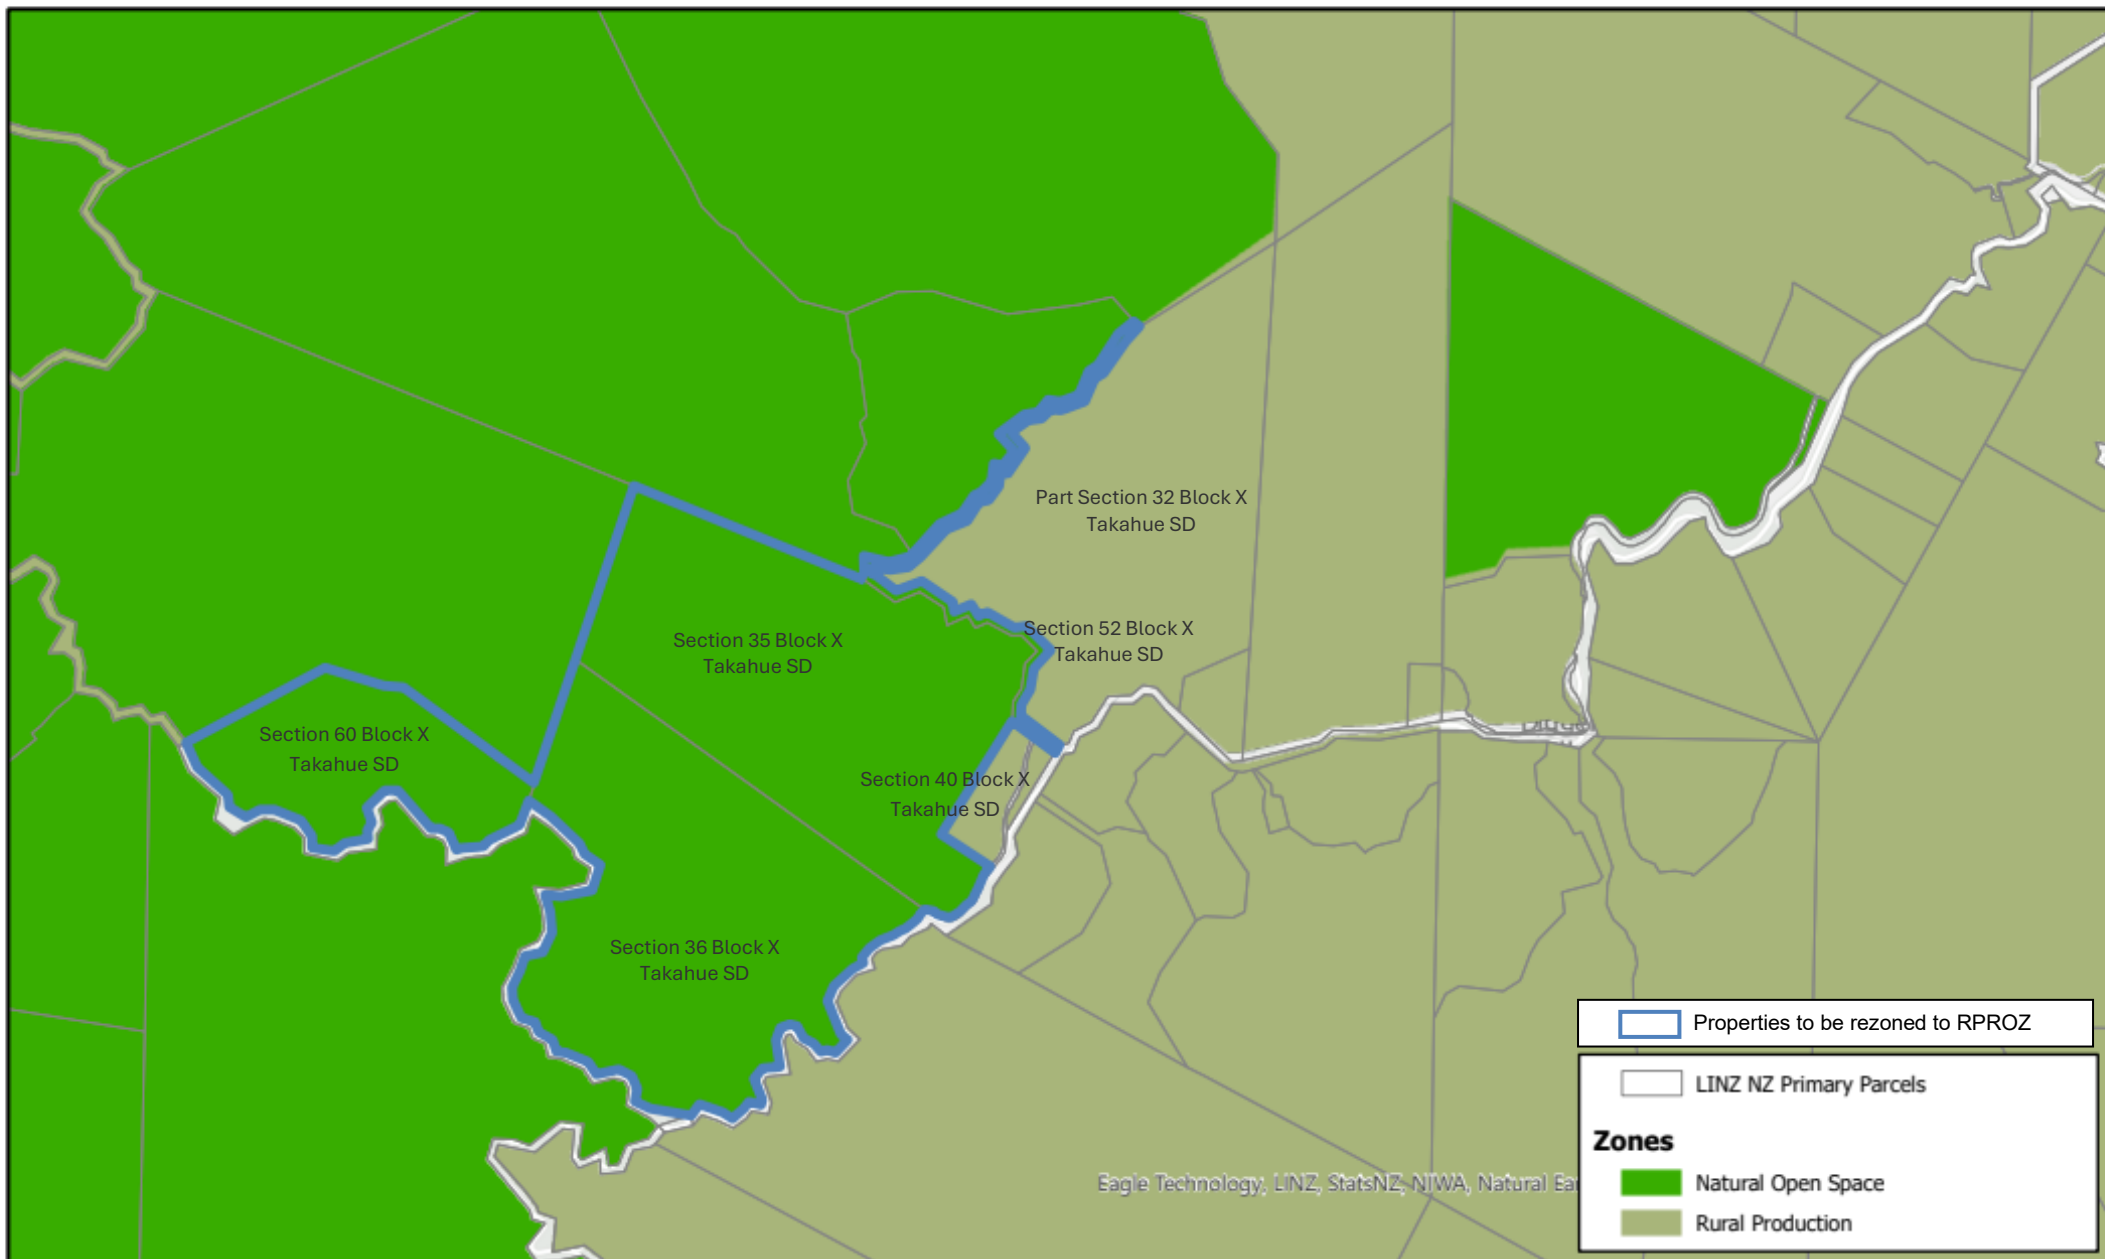 Part Section 32 Block X
Takahue SD
Section 52 Block X
Takahue SD
Section 35 Block X
Takahue SD
Section 60 Block X
Takahue SD
Section 40 Block X
Takahue SD
Section 36 Block X
Takahue SD
Properties to be rezoned to RPROZ
LINZ NZ Primary Parcels
Zones
Natural Open Space
Rural Production
Eagle Technology, LINZ, StatsNZ, NIWA, Natural